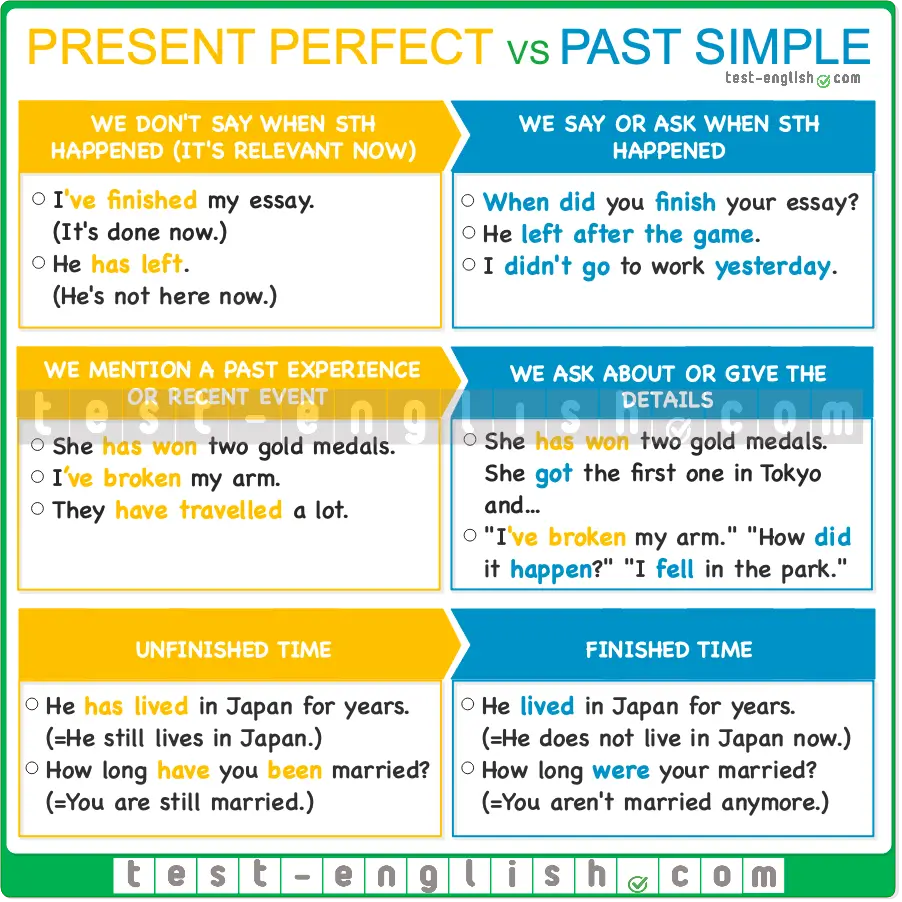 PRESENT PERFECT vs PAST SIMPLE
test-english.com
WE DON'T SAY WHEN STH
HAPPENED (IT'S RELEVANT NOW)
I've finished my essay.
(It's done now.)
He has left.
(He's not here now.)
WE SAY OR ASK WHEN STH
HAPPENED
When did you finish your essay?
He left after the game.
I didn't go to work yesterday.
WE MENTION A PAST EXPERIENCE
OR RECENT EVENT
She has won two gold medals.
I've broken my arm.
They have travelled a lot.
WE ASK ABOUT OR GIVE THE
DETAILS
She has won two gold medals.
She got the first one in Tokyo
and...
"I've broken my arm." "How did
it happen?" "I fell in the park."
test-english.com
UNFINISHED TIME
He has lived in Japan for years.
(=He still lives in Japan.)
How long have you been married?
(=You are still married.)
FINISHED TIME
He lived in Japan for years.
(=He does not live in Japan now.)
How long were your married?
(=You aren't married anymore.)
test-english.com